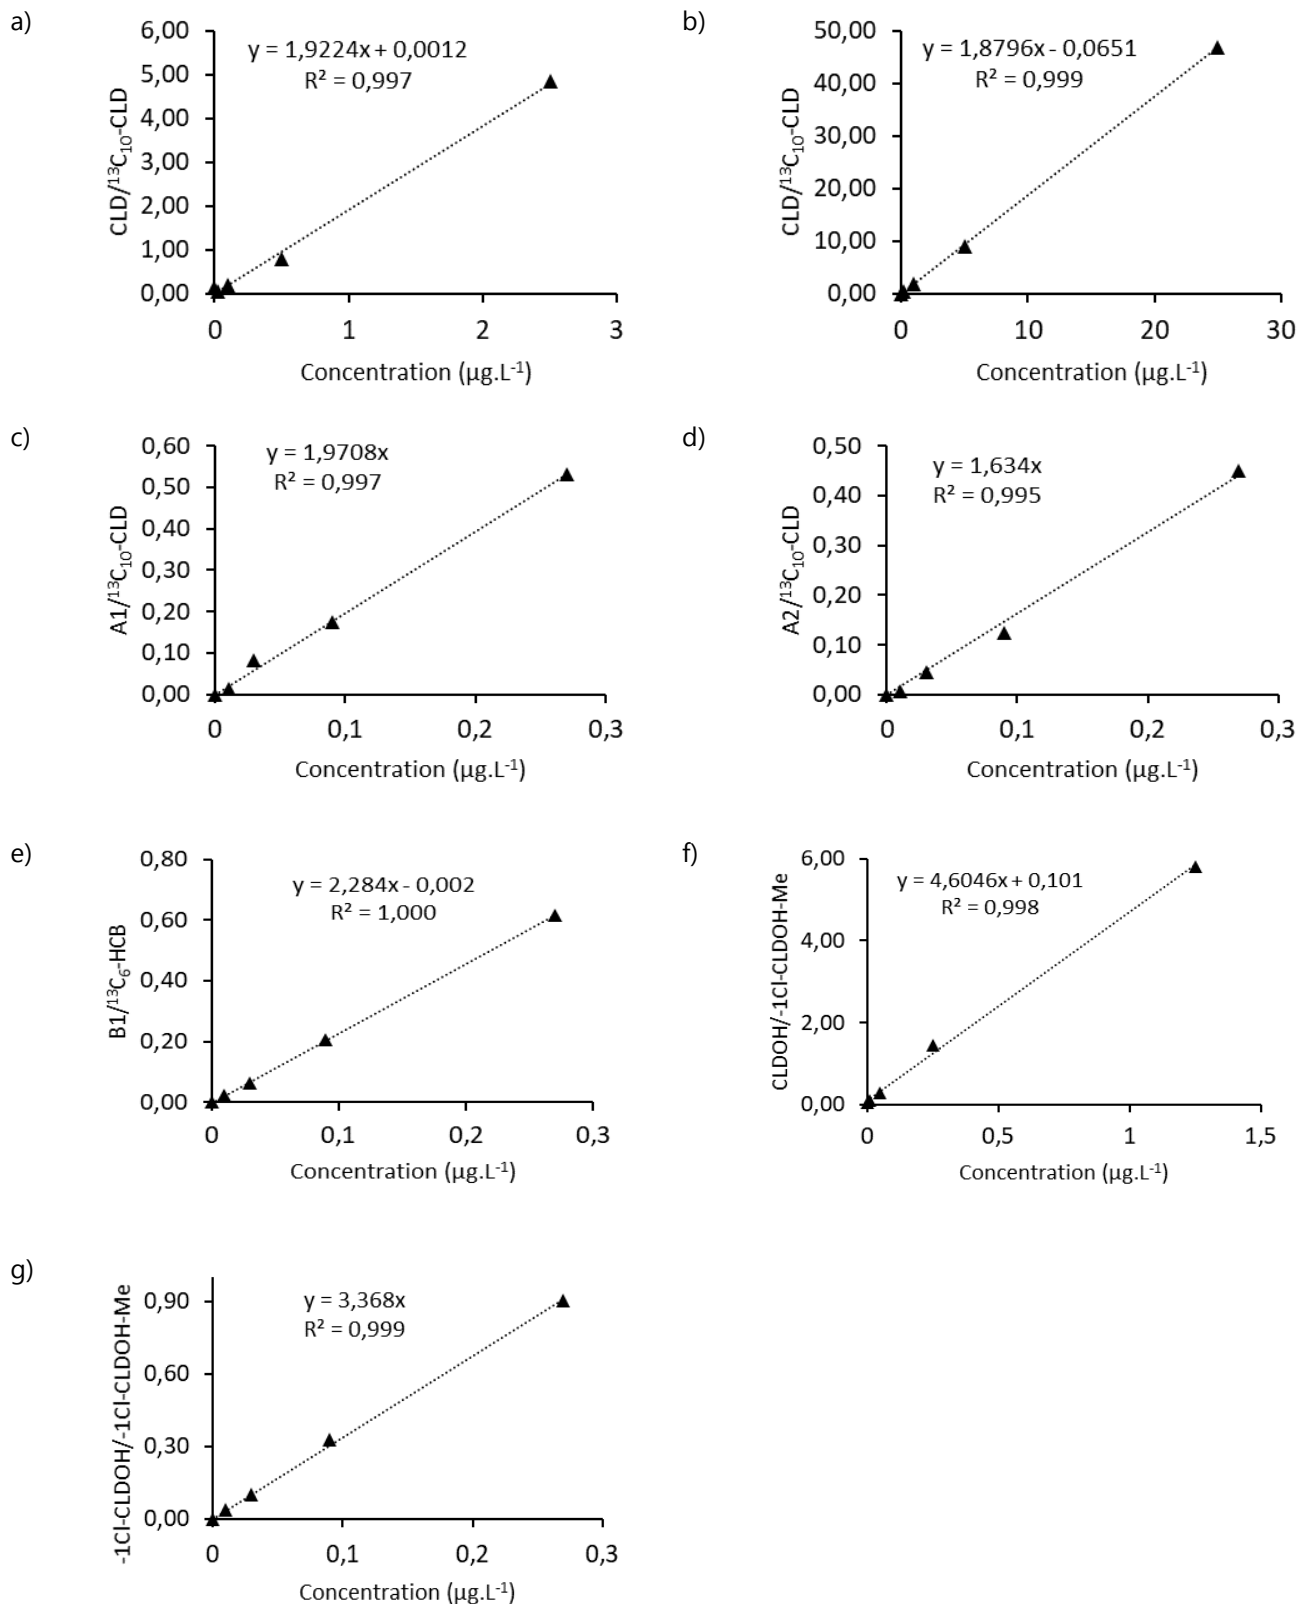 a)
6,00
5,00
4,00
3,00
2,00
1,00
0,00
CLD/¹³C₁₀-CLD
y = 1,9224x + 0,0012
R² = 0,997
0 1 2 3
Concentration (µg.L⁻¹)
b)
50,00
40,00
30,00
20,00
10,00
0,00
CLD/¹³C₁₀-CLD
y = 1,8796x - 0,0651
R² = 0,999
0 10 20 30
Concentration (µg.L⁻¹)
c)
0,60
0,50
0,40
0,30
0,20
0,10
0,00
A1/¹³C₁₀-CLD
y = 1,9708x
R² = 0,997
0 0,1 0,2 0,3
Concentration (µg.L⁻¹)
d)
0,50
0,40
0,30
0,20
0,10
0,00
A2/¹³C₁₀-CLD
y = 1,634x
R² = 0,995
0 0,1 0,2 0,3
Concentration (µg.L⁻¹)
e)
0,80
0,60
0,40
0,20
0,00
B1/¹³C₆-HCB
y = 2,284x - 0,002
R² = 1,000
0 0,1 0,2 0,3
Concentration (µg.L⁻¹)
f)
6,00
4,00
2,00
0,00
CLDOH/-1Cl-CLDOH-Me
y = 4,6046x + 0,101
R² = 0,998
0 0,5 1 1,5
Concentration (µg.L⁻¹)
g)
0,90
0,60
0,30
0,00
-1Cl-CLDOH/-1Cl-CLDOH-Me
y = 3,368x
R² = 0,999
0 0,1 0,2 0,3
Concentration (µg.L⁻¹)